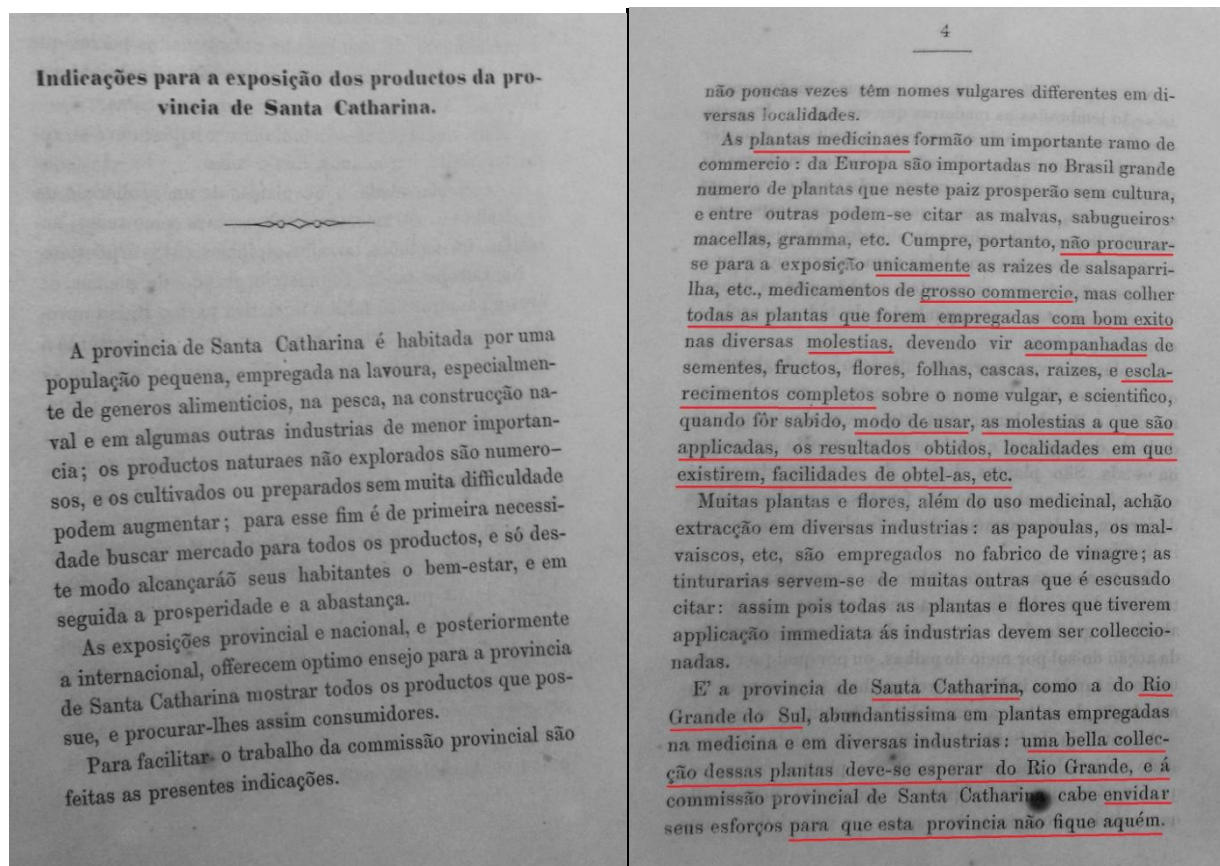 Indicações para a exposição dos productos da pro-
vincia de Santa Catharina.
A provincia de Santa Catharina é habitada por uma
população pequena, empregada na lavoura, especialmen-
te de generos alimenticios, na pesca, na construcção na-
val e em algumas outras industrias de menor importan-
cia; os productos naturaes não explorados são numero-
sos, e os cultivados ou preparados sem muita difficuldade
podem augmentar; para esse fim é de primeira necessi-
dade buscar mercado para todos os productos, e só des-
te modo alcançaráõ seus habitantes o bem-estar, e em
seguida a prosperidade e a abastança.
As exposições provincial e nacional, e posteriormente
a internacional, offerecem optimo ensejo para a provincia
de Santa Catharina mostrar todos os productos que pos-
sue, e procurar-lhes assim consumidores.
Para facilitar o trabalho da commissão provincial são
feitas as presentes indicações.
4
não poucas vezes têm nomes vulgares differentes em di-
versas localidades.
As plantas medicinaes formão um importante ramo de
commercio : da Europa são importadas no Brasil grande
numero de plantas que neste paiz prosperão sem cultura,
e entre outras podem-se citar as malvas, sabugueiros,
macellas, gramma, etc. Cumpre, portanto, não procurar-
se para a exposição unicamente as raizes de salsaparri-
lha, etc., medicamentos de grosso commercio, mas colher
todas as plantas que forem empregadas com bom exito
nas diversas molestias, devendo vir acompanhadas de
sementes, fructos, flores, folhas, cascas, raizes, e escla-
recimentos completos sobre o nome vulgar, e scientifico,
quando fôr sabido, modo de usar, as molestias a que são
applicadas, os resultados obtidos, localidades em que
existirem, facilidades de obtel-as, etc.
Muitas plantas e flores, além do uso medicinal, achão
extracção em diversas industrias : as papoulas, os mal-
vaiscos, etc, são empregados no fabrico de vinagre; as
tinturarias servem-se de muitas outras que é escusado
citar: assim pois todas as plantas e flores que tiverem
applicação immediata ás industrias devem ser colleccio-
nadas.
E' a provincia de Sauta Catharina, como a do Rio
Grande do Sul, abundantissima em plantas empregadas
na medicina e em diversas industrias: uma bella collec-
ção dessas plantas deve-se esperar do Rio Grande, e á
commissão provincial de Santa Catharina cabe envidar
seus esforços para que esta provincia não fique aquém.